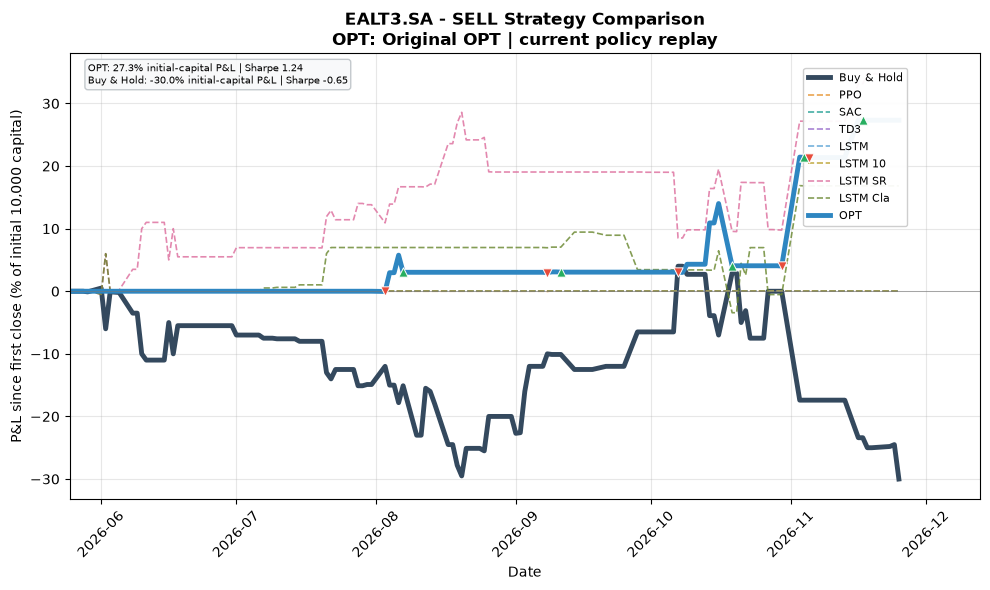 EALT3.SA - SELL Strategy Comparison
OPT: Original OPT | current policy replay
OPT: 27.3% initial-capital P&L | Sharpe 1.24
Buy & Hold: -30.0% initial-capital P&L | Sharpe -0.65
Buy & Hold
PPO
SAC
TD3
LSTM
LSTM 10
LSTM SR
LSTM Cla
OPT
P&L since first close (% of initial 10,000 capital)
30
20
10
0
−10
−20
−30
2026-06
2026-07
2026-08
2026-09
2026-10
2026-11
2026-12
Date